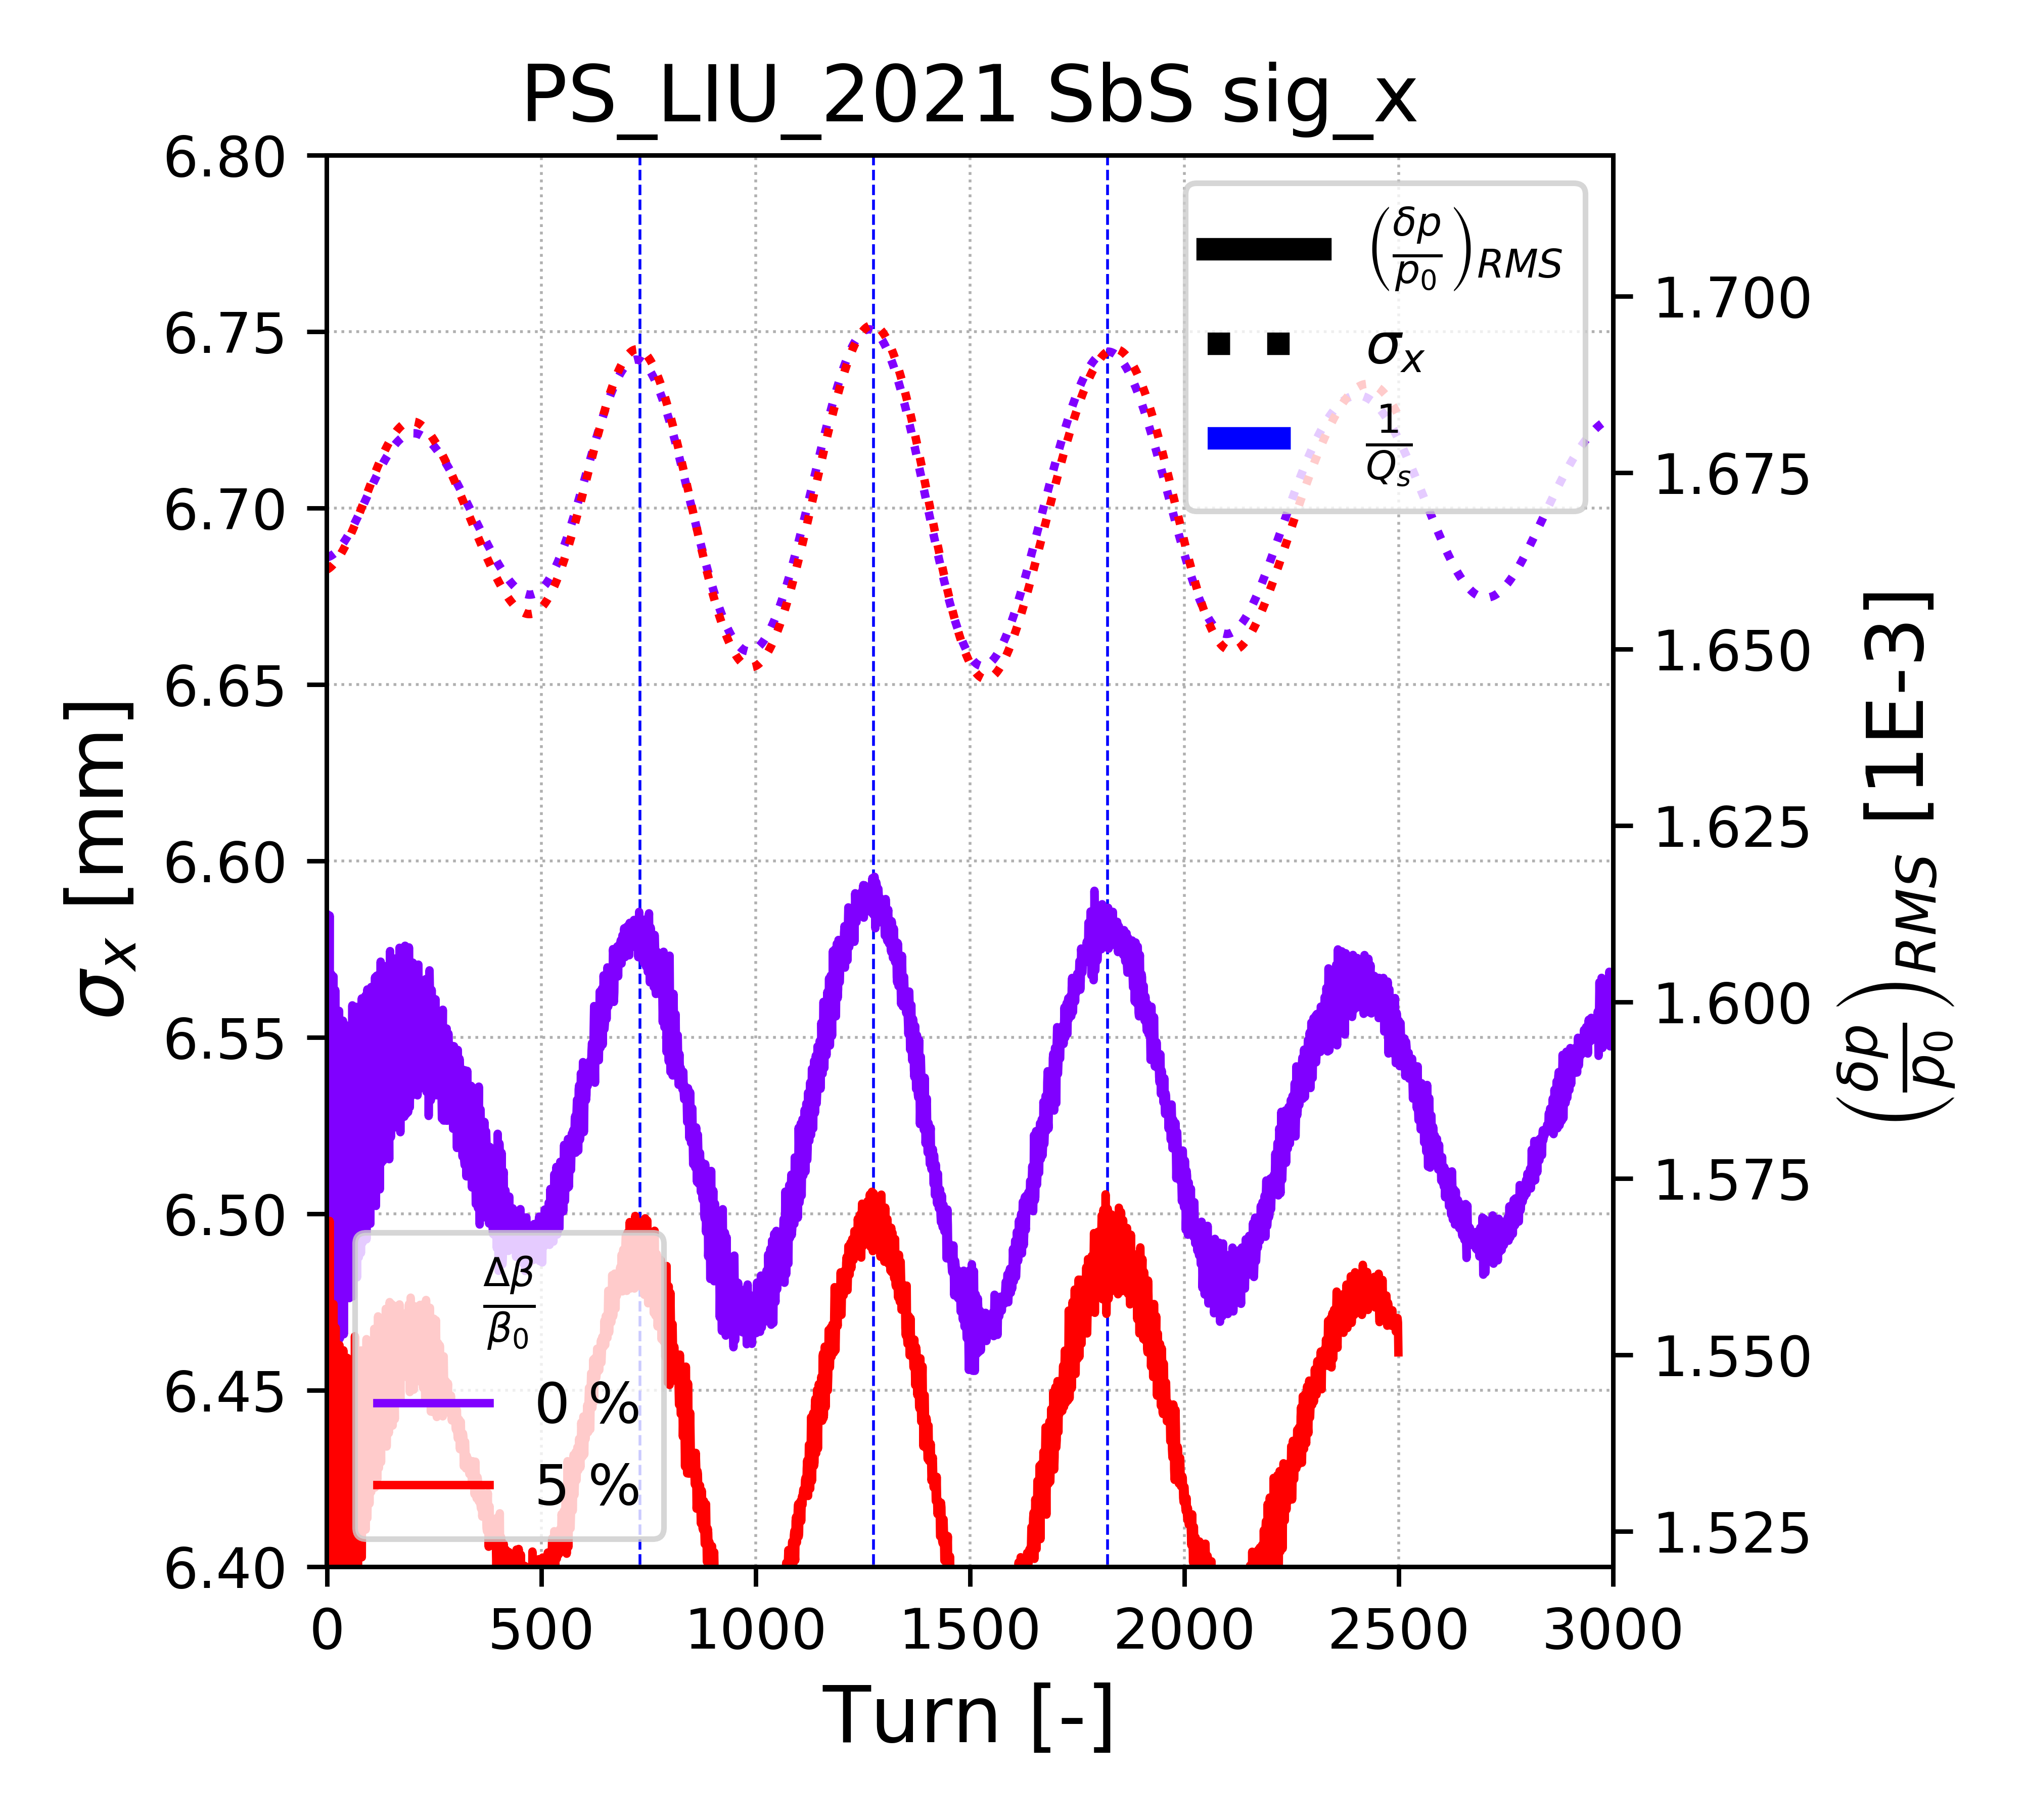 PS_LIU_2021 SbS sig_x
6.80
6.75
6.70
6.65
6.60
6.55
6.50
6.45
6.40
σx [mm]
(δp/p0)RMS
σx
1/Qs
Δβ/β0
0 %
5 %
1.700
1.675
1.650
1.625
1.600
1.575
1.550
1.525
(δp/p0)RMS [1E-3]
0 500 1000 1500 2000 2500 3000
Turn [-]